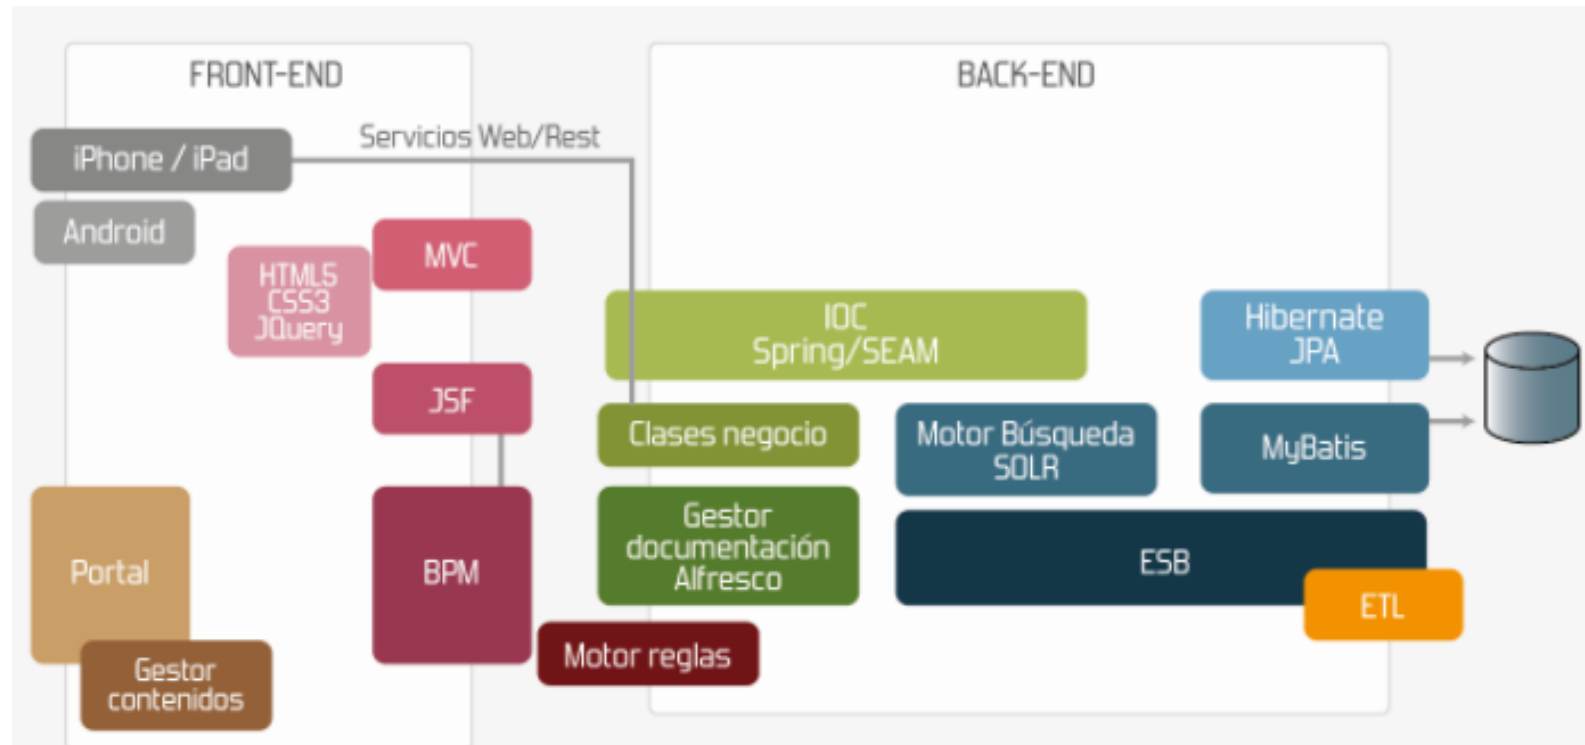 FRONT-END
BACK-END
iPhone / iPad
Servicios Web/Rest
Android
MVC
HTML5
CSS3
JQuery
IOC
Spring/SEAM
Hibernate
JPA
JSF
Clases negocio
Motor Búsqueda
SOLR
MyBatis
Portal
BPM
Gestor
documentación
Alfresco
ESB
ETL
Gestor
contenidos
Motor reglas